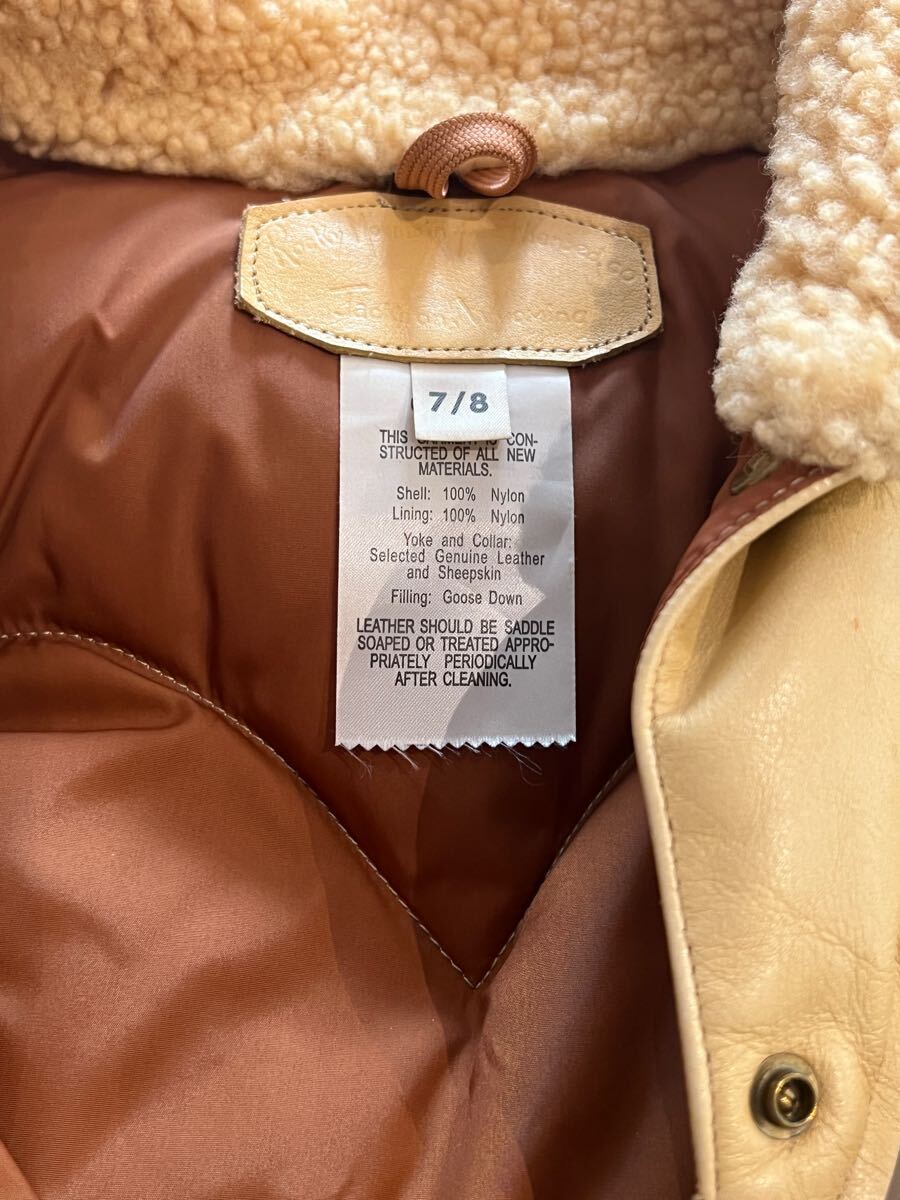 7/8
THIS GARMENT IS CON-
STRUCTED OF ALL NEW
MATERIALS.
Shell: 100% Nylon
Lining: 100% Nylon
Yoke and Collar:
Selected Genuine Leather
and Sheepskin
Filling: Goose Down
LEATHER SHOULD BE SADDLE
SOAPED OR TREATED APPRO-
PRIATELY PERIODICALLY
AFTER CLEANING.